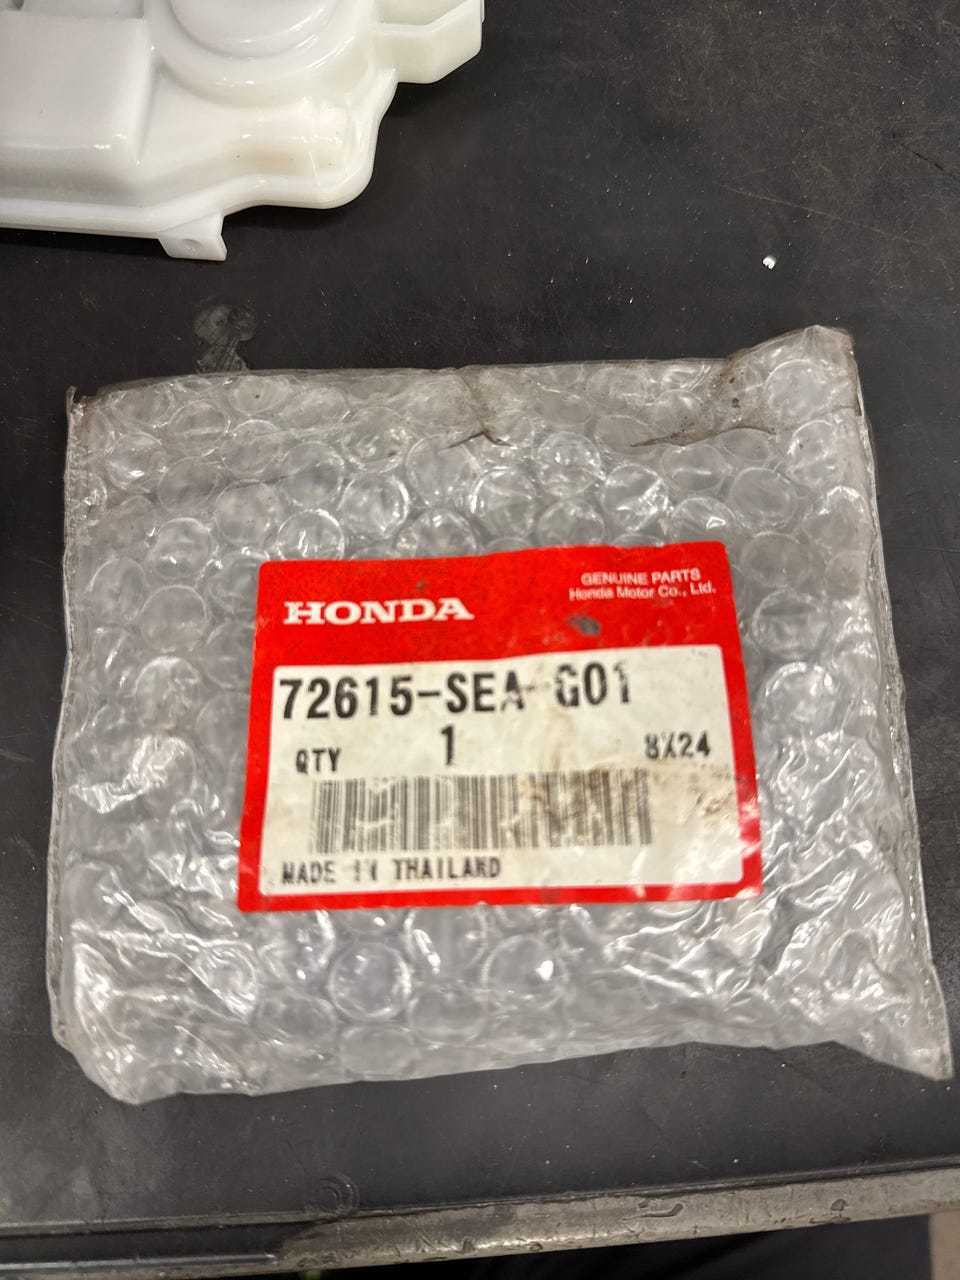 HONDA
GENUINE PARTS
Honda Motor Co., Ltd.
72615-SEA-G01
QTY 1 8X24
MADE IN THAILAND